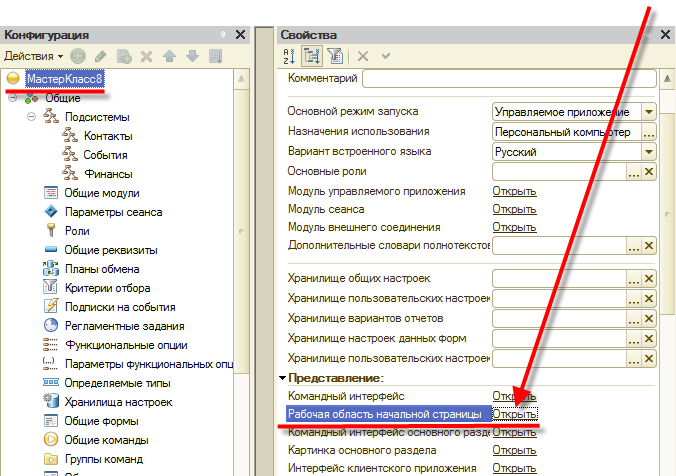 Конфигурация
Действия
МастерКласс8
Общие
Подсистемы
Контакты
События
Финансы
Общие модули
Параметры сеанса
Роли
Общие реквизиты
Планы обмена
Критерии отбора
Подписки на события
Регламентные задания
Функциональные опции
Параметры функциональных опц
Определяемые типы
Хранилища настроек
Общие формы
Общие команды
Группы команд
Свойства
Комментарий
Основной режим запуска Управляемое приложение
Назначения использования Персональный компьютер
Вариант встроенного языка Русский
Основные роли
Модуль управляемого приложения Открыть
Модуль сеанса Открыть
Модуль внешнего соединения Открыть
Дополнительные словари полнотекстов
Хранилище общих настроек
Хранилище пользовательских настроек
Хранилище вариантов отчетов
Хранилище настроек данных форм
Хранилище пользовательских настроек
Представление:
Командный интерфейс Открыть
Рабочая область начальной страницы Открыть
Командный интерфейс основного разде Открыть
Картинка основного раздела Открыть
Интерфейс клиентского приложения Открыть